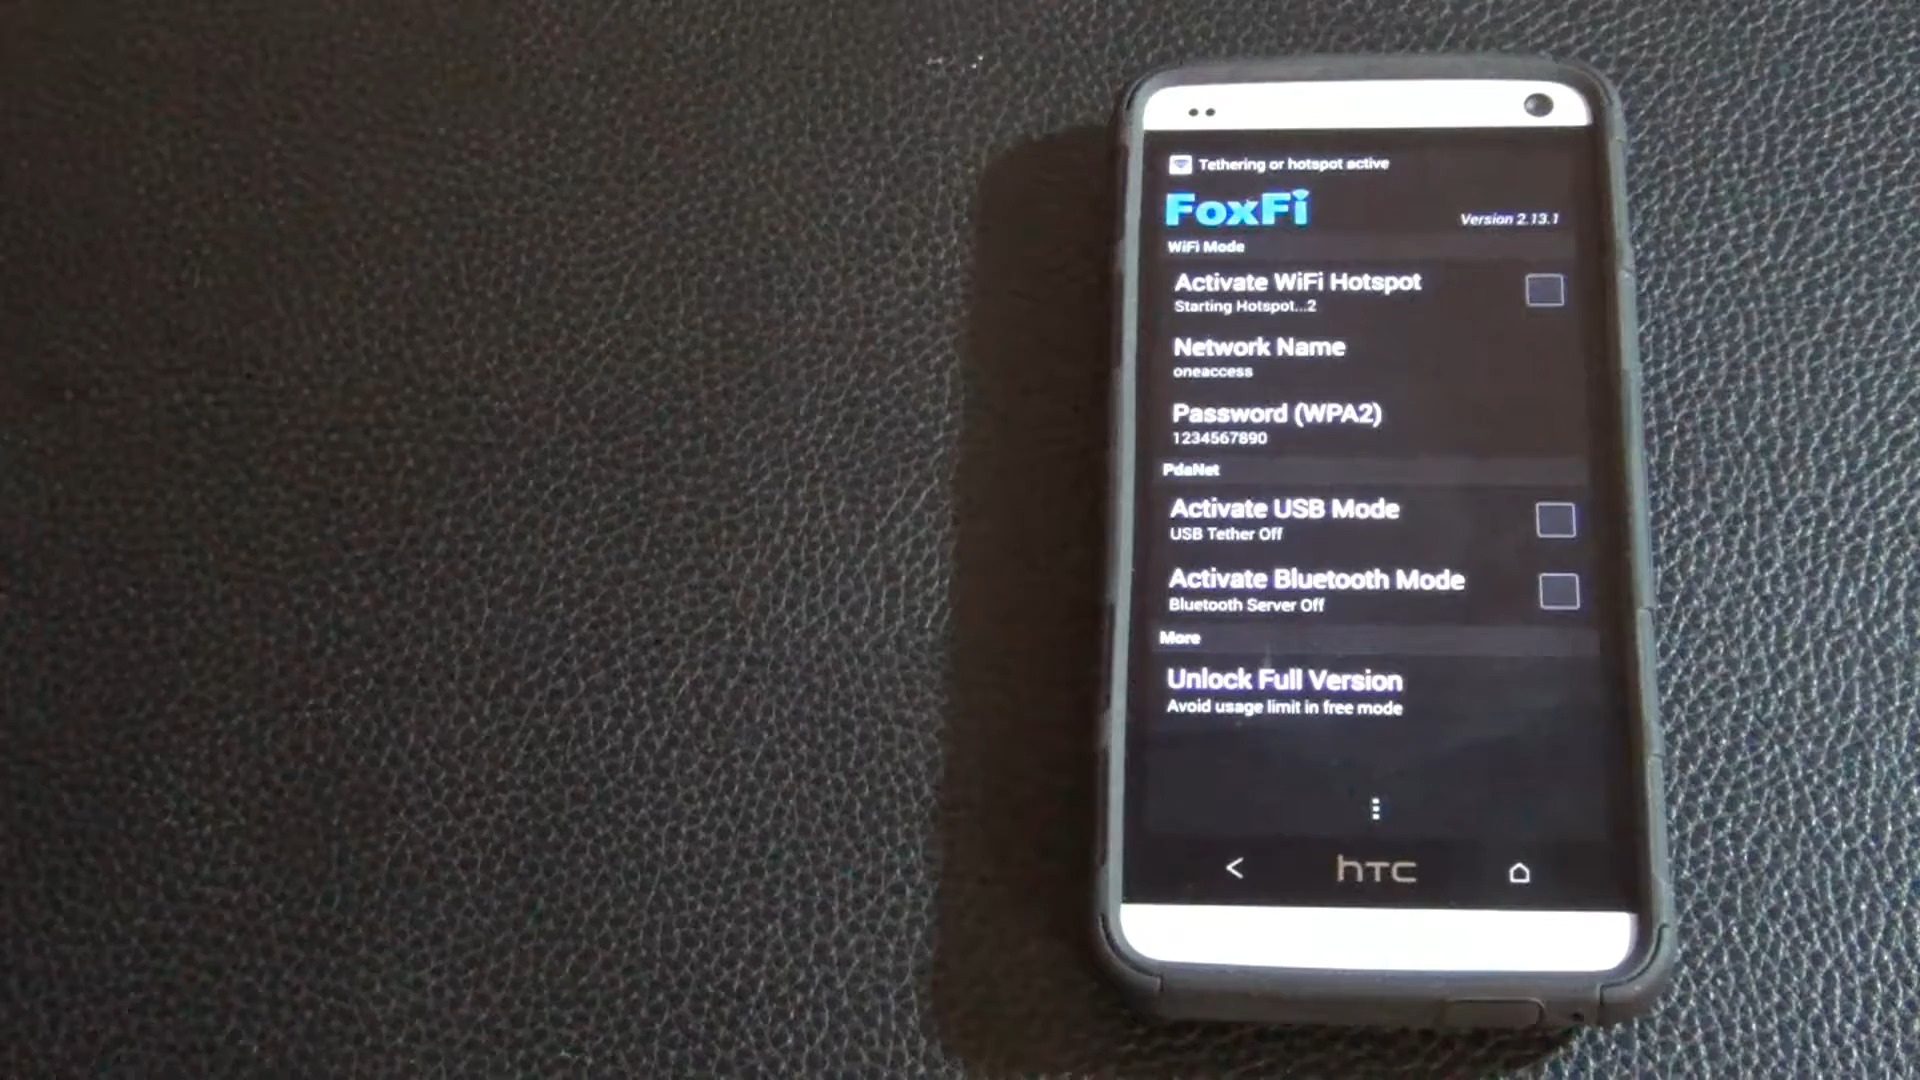 Tethering or hotspot active
FoxFi
Version 2.13.1
WiFi Mode
Activate WiFi Hotspot
Starting Hotspot...2
Network Name
oneaccess
Password (WPA2)
1234567890
PdaNet
Activate USB Mode
USB Tether Off
Activate Bluetooth Mode
Bluetooth Server Off
More
Unlock Full Version
Avoid usage limit in free mode
hTC